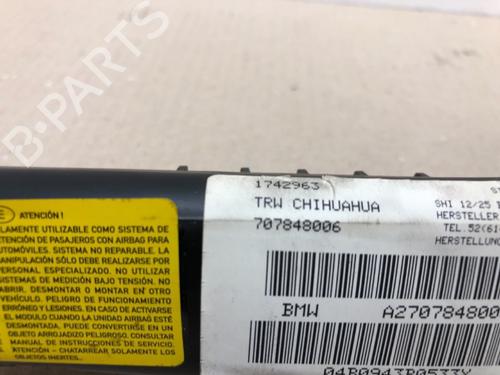 B-PARTS
ATENCIÓN !
LAMENTE UTILIZABLE COMO SISTEMA DE
ETENCIÓN DE PASAJEROS CON AIRBAG PARA
AUTOMÓVILES. SISTEMA NO REPARABLE. LA
MANIPULACIÓN SÓLO DEBE REALIZARSE POR
PERSONAL ESPECIALIZADO. NO UTILIZAR
SISTEMAS DE MEDICIÓN BAJO TENSIÓN. NO
ABRIR, DESMONTAR O MONTAR EN OTRO
VEHÍCULO. PELIGRO DE FUNCIONAMIENTO
ERRÓNEO Y LESIONES. EN CASO DE ACTIVARSE
EL MÓDULO CUANDO LA UNIDAD AIRBAG ESTÉ
DESMONTADA, PUEDE CONVERTIRSE EN UN
OBJETO ARROJADIZO PELIGROSO. CONSULTAR
MANUAL DE INSTRUCCIONES DE SERVICIO.
ATENCIÓN - CHATARREAR SOLAMENTE LOS
OBJETOS INERTES.
1742963
TRW CHIHUAHUA
707848006
SHI 12/25
HERSTELLER
TEL.52(61
HERSTELLUNG
BMW A270784800
04B0943B0533Y